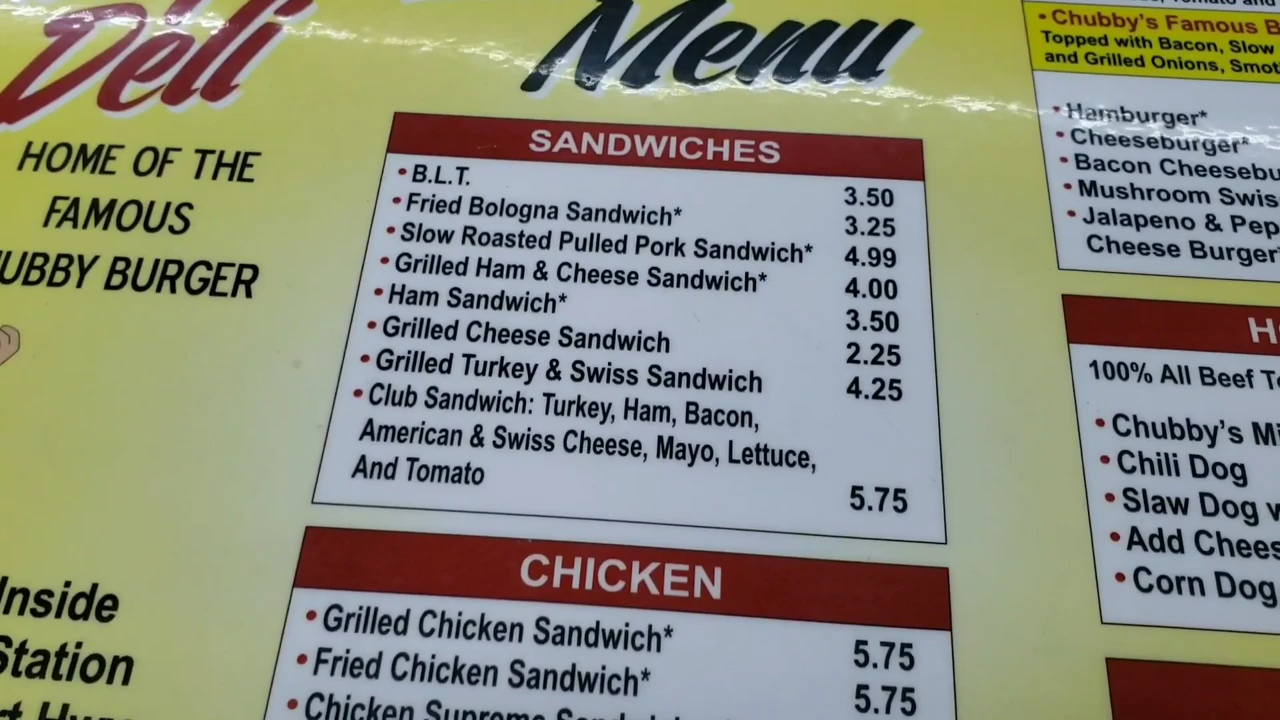 Deli Menu
HOME OF THE
FAMOUS
UBBY BURGER
Inside
Station
SANDWICHES
• B.L.T. 3.50
• Fried Bologna Sandwich* 3.25
• Slow Roasted Pulled Pork Sandwich* 4.99
• Grilled Ham & Cheese Sandwich* 4.00
• Ham Sandwich* 3.50
• Grilled Cheese Sandwich 2.25
• Grilled Turkey & Swiss Sandwich 4.25
• Club Sandwich: Turkey, Ham, Bacon,
American & Swiss Cheese, Mayo, Lettuce,
And Tomato
5.75
CHICKEN
• Grilled Chicken Sandwich* 5.75
• Fried Chicken Sandwich* 5.75
• Chicken Supreme
• Chubby's Famous B
Topped with Bacon, Slow
and Grilled Onions, Smot
• Hamburger*
• Cheeseburger*
• Bacon Cheesebu
• Mushroom Swis
• Jalapeno & Pep
Cheese Burger
H
100% All Beef
• Chubby's Mi
• Chili Dog
• Slaw Dog
• Add Chees
• Corn Dog